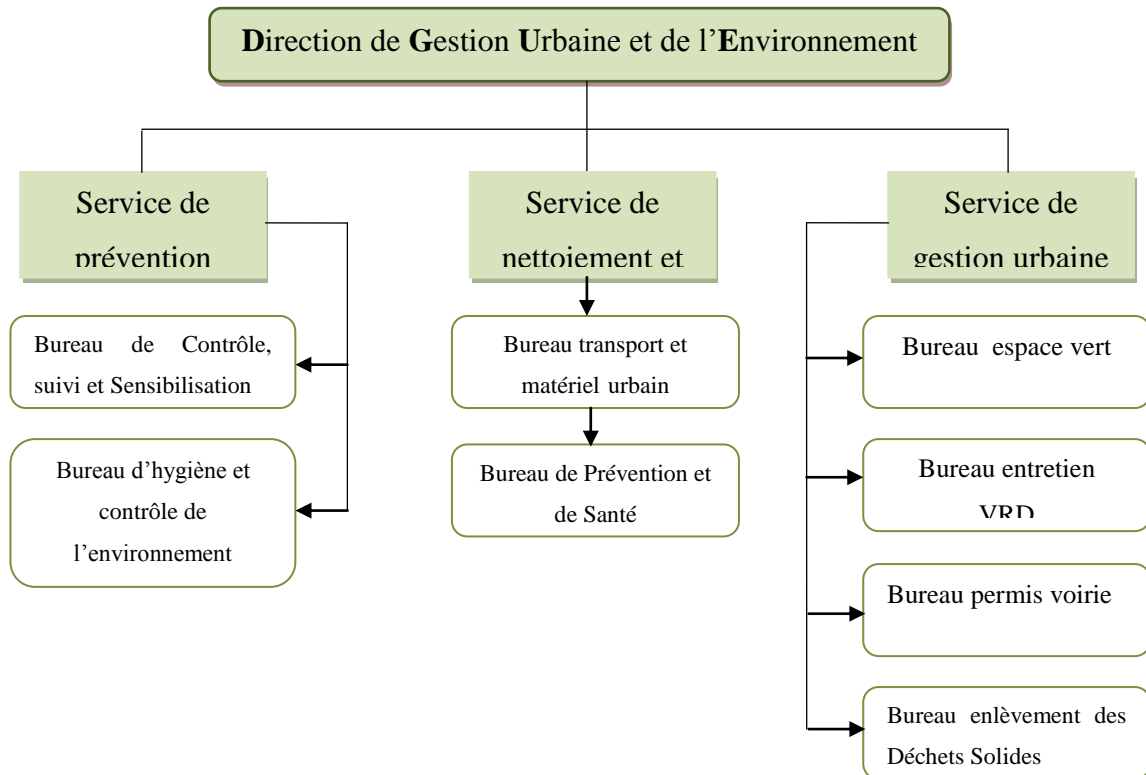 Direction de Gestion Urbaine et de l’Environnement
Service de
prévention
Bureau de Contrôle,
suivi et Sensibilisation
Bureau d’hygiène et
contrôle de
l’environnement
Service de
nettoiement et
Bureau transport et
matériel urbain
Bureau de Prévention et
de Santé
Service de
gestion urbaine
Bureau espace vert
Bureau entretien
VRD
Bureau permis voirie
Bureau enlèvement des
Déchets Solides